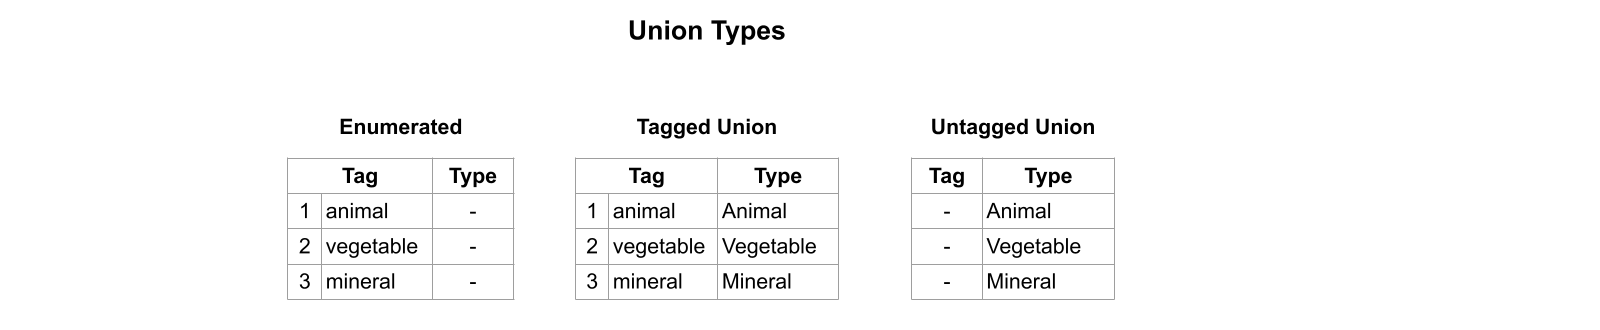 Union Types
Enumerated
Tag Type
1 animal -
2 vegetable -
3 mineral -
Tagged Union
Tag Type
1 animal Animal
2 vegetable Vegetable
3 mineral Mineral
Untagged Union
Tag Type
- Animal
- Vegetable
- Mineral